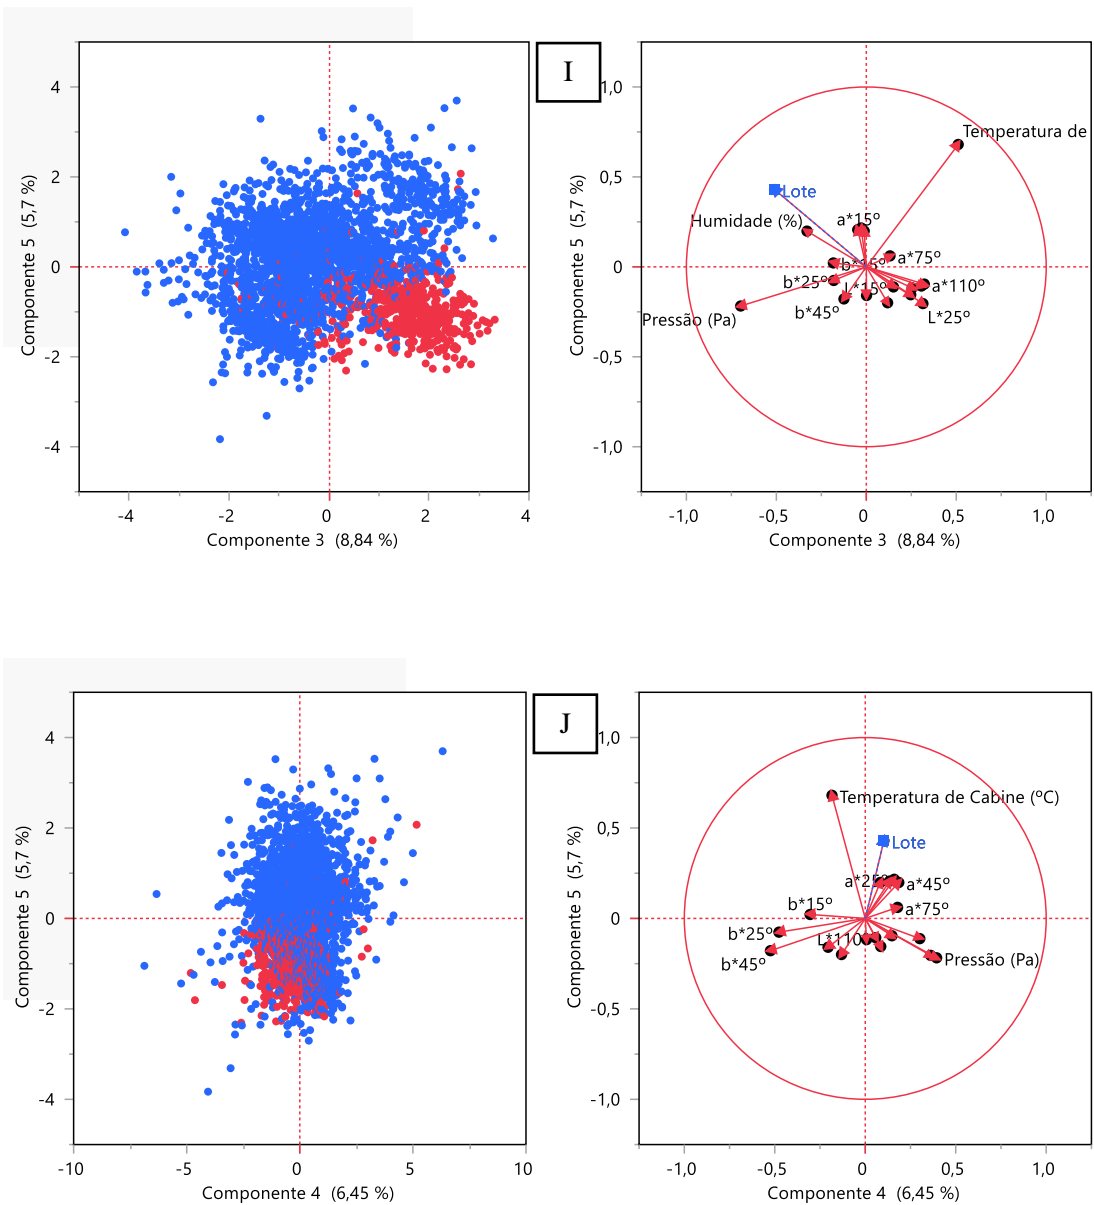 I
4
2
0
-2
-4
Componente 5 (5,7 %)
-4
-2
0
2
4
Componente 3 (8,84 %)
1,0
0,5
0
-0,5
-1,0
Componente 5 (5,7 %)
Temperatura de
Lote
a*15º
Humidade (%)
a*75º
b*25º
L*15º
a*110º
b*45º
L*25º
Pressão (Pa)
-1,0
-0,5
0
0,5
1,0
Componente 3 (8,84 %)
J
4
2
0
-2
-4
Componente 5 (5,7 %)
-10
-5
0
5
10
Componente 4 (6,45 %)
1,0
0,5
0
-0,5
-1,0
Componente 5 (5,7 %)
Temperatura de Cabine (ºC)
Lote
a*25º
a*45º
b*15º
a*75º
b*25º
L*110
b*45º
Pressão (Pa)
-1,0
-0,5
0
0,5
1,0
Componente 4 (6,45 %)